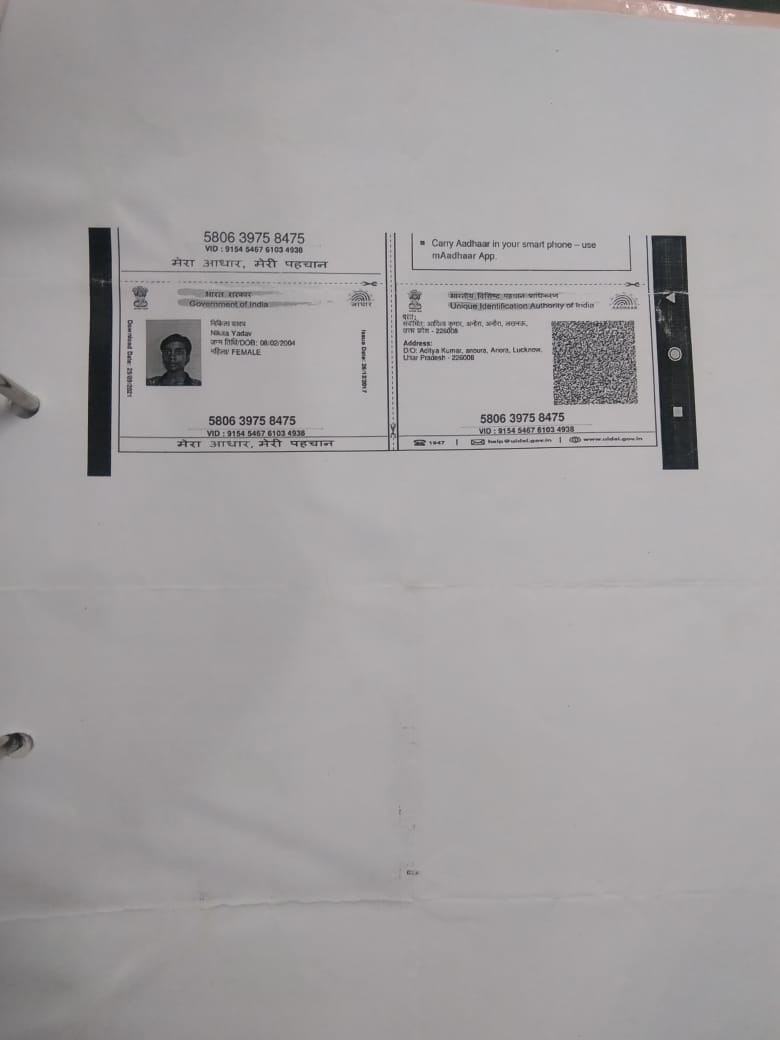 5806 3975 8475
VID : 9154 5467 6103 4938
मेरा आधार, मेरी पहचान
Carry Aadhaar in your smart phone – use
mAadhaar App.
भारत सरकार
Government of India
आधार
Download Date: 25/09/2021
निकिता यादव
Nikita Yadav
जन्म तिथि/DOB: 08/02/2004
महिला/ FEMALE
Issue Date: 26/12/2017
5806 3975 8475
VID : 9154 5467 6103 4938
मेरा आधार, मेरी पहचान
भारतीय विशिष्ट पहचान प्राधिकरण
Unique Identification Authority of India
AADHAAR
पता:
आदित्य कुमार, अनौरा, अनौरा, लखनऊ,
उत्तर प्रदेश - 226008
Address:
D/O: Aditya Kumar, anoura, Anora, Lucknow,
Uttar Pradesh - 226008
5806 3975 8475
VID : 9154 5467 6103 4938
1947 | help@uidai.gov.in | www.uidai.gov.in